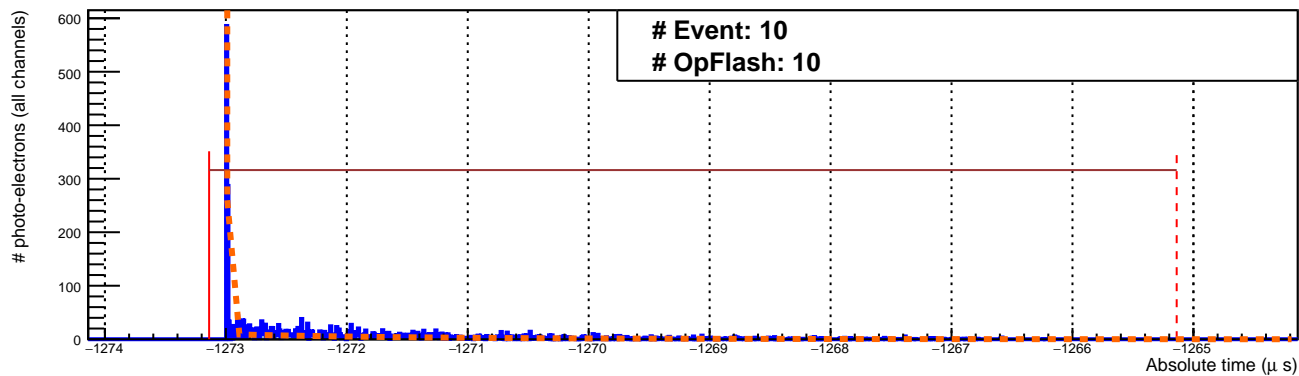 # Event: 10
# OpFlash: 10
# photo-electrons (all channels)
600
500
400
300
200
100
0
−1274 −1273 −1272 −1271 −1270 −1269 −1268 −1267 −1266 −1265
Absolute time (μ s)